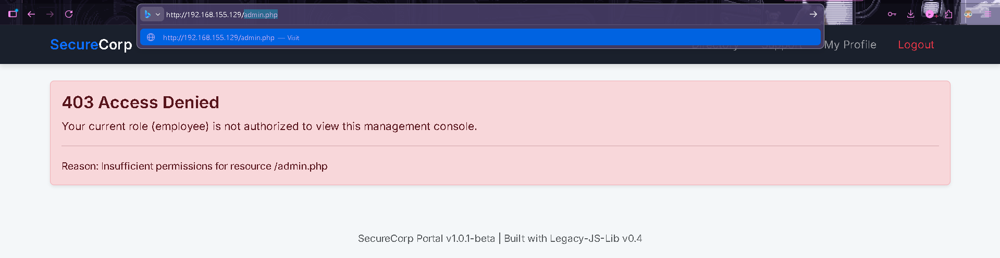 http://192.168.155.129/admin.php
http://192.168.155.129/admin.php — Visit
SecureCorp
Directory Support My Profile Logout
403 Access Denied
Your current role (employee) is not authorized to view this management console.
Reason: Insufficient permissions for resource /admin.php
SecureCorp Portal v1.0.1-beta | Built with Legacy-JS-Lib v0.4